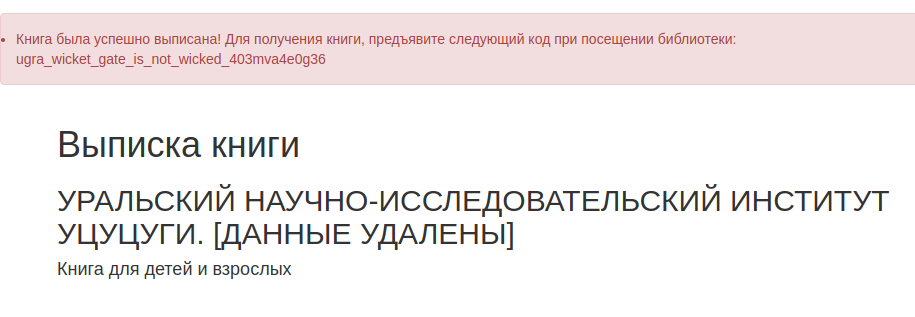 Книга была успешно выписана! Для получения книги, предъявите следующий код при посещении библиотеки:
ugra_wicket_gate_is_not_wicked_403mva4e0g36
Выписка книги
УРАЛЬСКИЙ НАУЧНО-ИССЛЕДОВАТЕЛЬСКИЙ ИНСТИТУТ
УЦУЦУГИ. [ДАННЫЕ УДАЛЕНЫ]
Книга для детей и взрослых